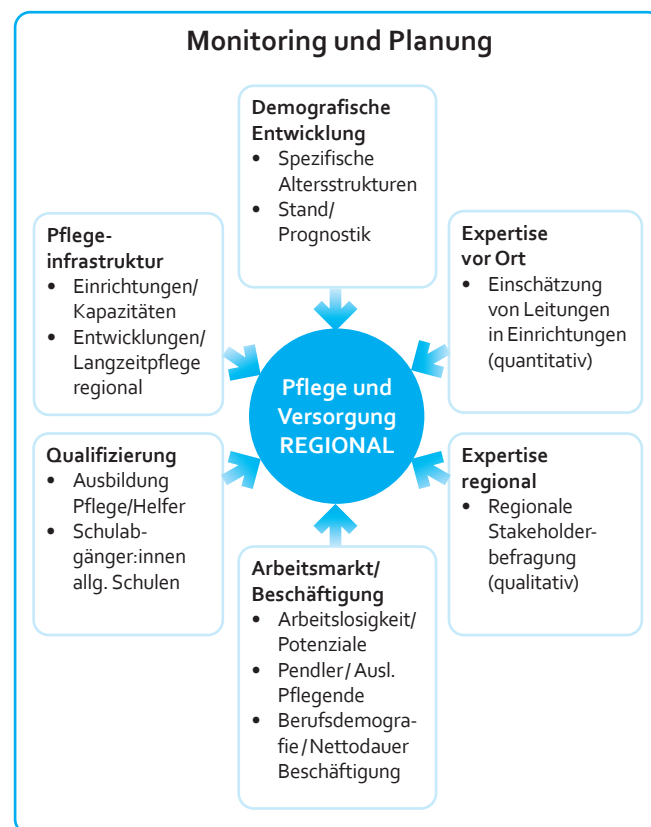 Monitoring und Planung
Demografische
Entwicklung
• Spezifische
Altersstrukturen
• Stand/
Prognostik
Pflege-
infrastruktur
• Einrichtungen/
Kapazitäten
• Entwicklungen/
Langzeitpflege
regional
Expertise
vor Ort
• Einschätzung
von Leitungen
in Einrichtungen
(quantitativ)
Pflege und
Versorgung
REGIONAL
Qualifizierung
• Ausbildung
Pflege/Helfer
• Schulab-
gänger:innen
allg. Schulen
Expertise
regional
• Regionale
Stakeholder-
befragung
(qualitativ)
Arbeitsmarkt/
Beschäftigung
• Arbeitslosigkeit/
Potenziale
• Pendler/Ausl.
Pflegende
• Berufsdemogra-
fie/Nettodauer
Beschäftigung